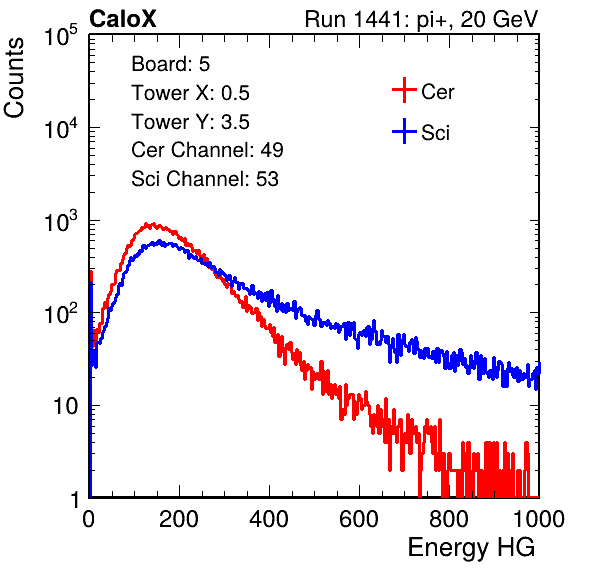 CaloX Run 1441: pi+, 20 GeV
Counts
Board: 5
Tower X: 0.5
Tower Y: 3.5
Cer Channel: 49
Sci Channel: 53
Cer
Sci
10^5
10^4
10^3
10^2
10
1
0 200 400 600 800 1000
Energy HG